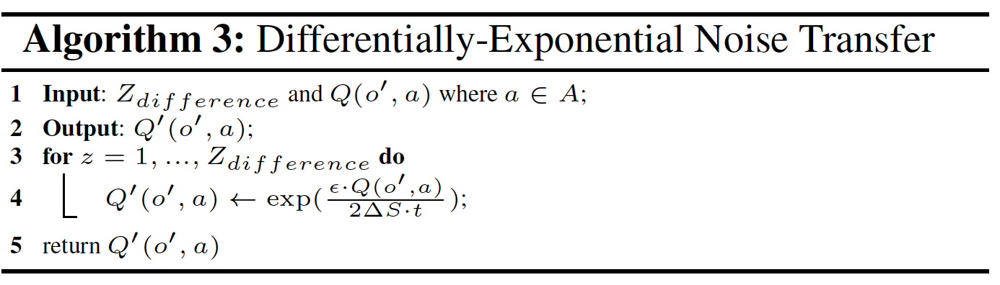 Algorithm 3: Differentially-Exponential Noise Transfer
1 Input: $Z_{difference}$ and $Q(o', a)$ where $a \in A$;
2 Output: $Q'(o', a)$;
3 for $z = 1, ..., Z_{difference}$ do
4 $Q'(o', a) \leftarrow \exp(\frac{\epsilon \cdot Q(o', a)}{2\Delta S \cdot t})$;
5 return $Q'(o', a)$